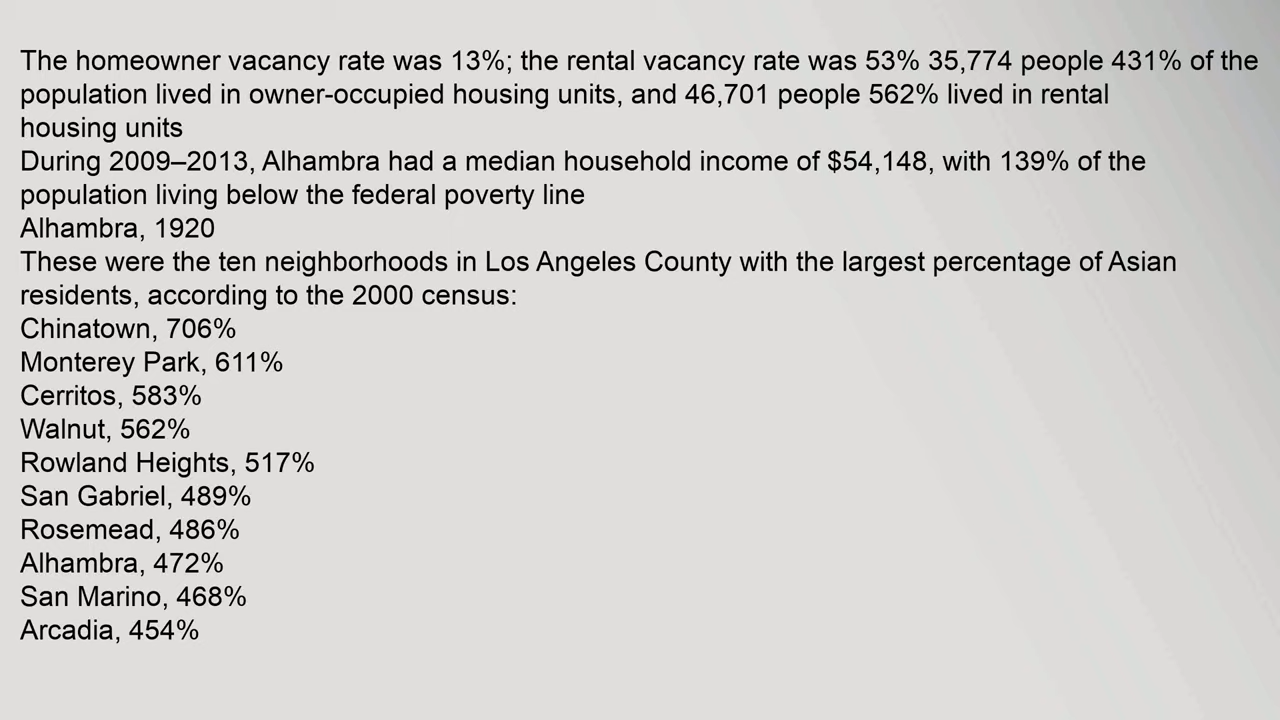 The homeowner vacancy rate was 13%; the rental vacancy rate was 53% 35,774 people 431% of the
population lived in owner-occupied housing units, and 46,701 people 562% lived in rental
housing units
During 2009–2013, Alhambra had a median household income of $54,148, with 139% of the
population living below the federal poverty line
Alhambra, 1920
These were the ten neighborhoods in Los Angeles County with the largest percentage of Asian
residents, according to the 2000 census:
Chinatown, 706%
Monterey Park, 611%
Cerritos, 583%
Walnut, 562%
Rowland Heights, 517%
San Gabriel, 489%
Rosemead, 486%
Alhambra, 472%
San Marino, 468%
Arcadia, 454%